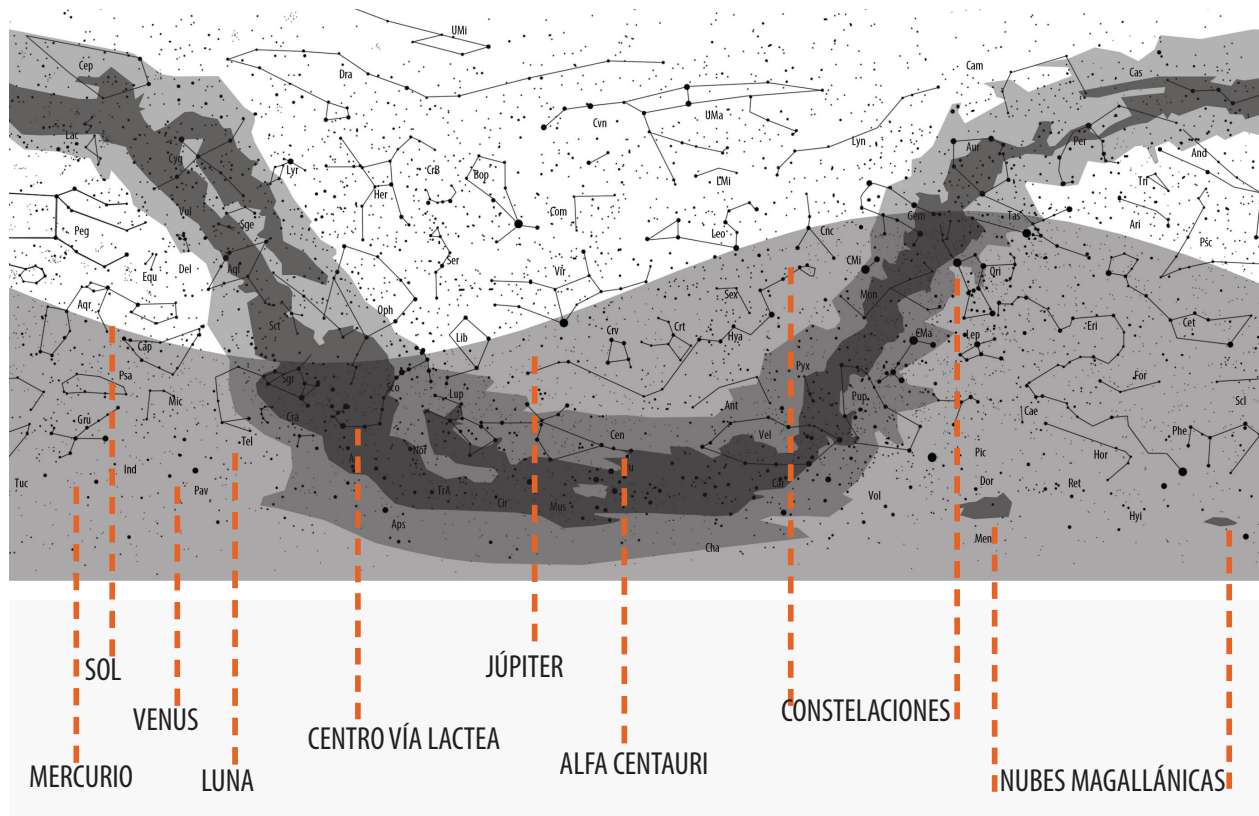 UMi
Cep
Dra
Cam
Cas
Cvn
UMa
Lac
Lyn
Aur
Per
And
Cyg
Lyr
CrB
Bop
Her
LMi
Tri
Vul
Sge
Com
Leo
Gem
Tas
Ari
Peg
Cnc
Psc
Equ
Del
Aql
Ser
Vir
CMi
Ori
Aqr
Oph
Sex
Mon
Sct
Lib
Crv
Crt
Hya
CMa
Lep
Eri
Cet
Cap
Psa
Sgr
Sco
Pyx
For
Mic
Lup
Ant
Pup
Cae
Scl
Gru
Cra
Tel
Nor
Cen
Vel
Phe
Ind
Pic
Hor
Tuc
Pav
TrA
Cir
Mus
Car
Vol
Dor
Ret
Aps
Hyi
Cha
Men
SOL
JÚPITER
VENUS
CONSTELACIONES
CENTRO VÍA LACTEA
ALFA CENTAURI
MERCURIO
LUNA
NUBES MAGALLÁNICAS